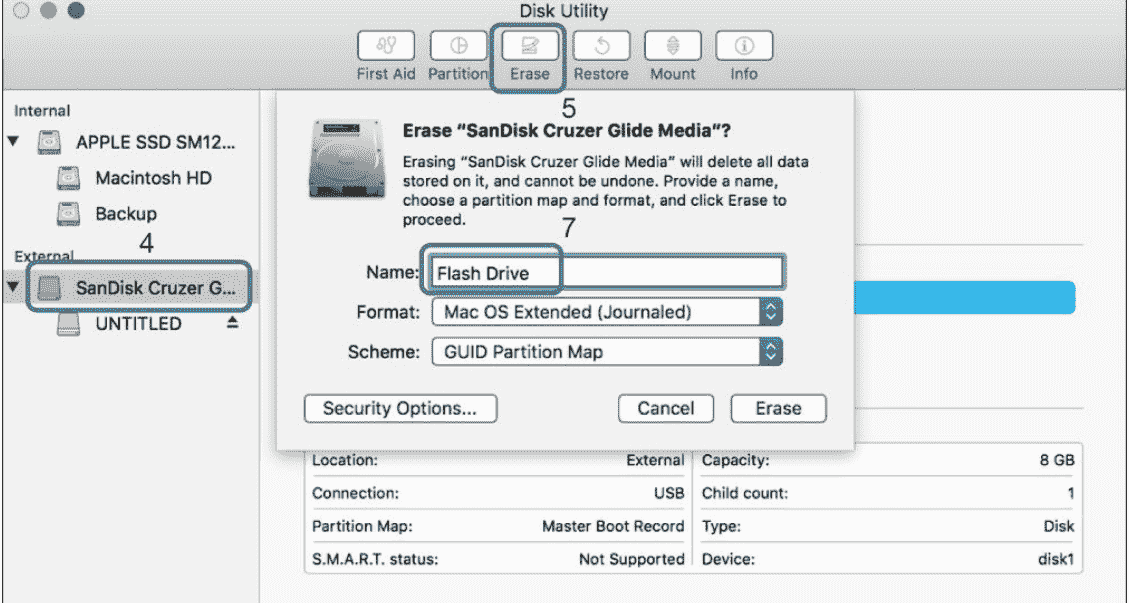 Disk Utility
First Aid Partition Erase Restore Mount Info
5
Internal
APPLE SSD SM12...
Macintosh HD
Backup
4
External
SanDisk Cruzer G...
UNTITLED
Erase “SanDisk Cruzer Glide Media”?
Erasing “SanDisk Cruzer Glide Media” will delete all data
stored on it, and cannot be undone. Provide a name,
choose a partition map and format, and click Erase to
proceed.
7
Name: Flash Drive
Format: Mac OS Extended (Journaled)
Scheme: GUID Partition Map
Security Options... Cancel Erase
Location: External Capacity: 8 GB
Connection: USB Child count: 1
Partition Map: Master Boot Record Type: Disk
S.M.A.R.T. status: Not Supported Device: disk1